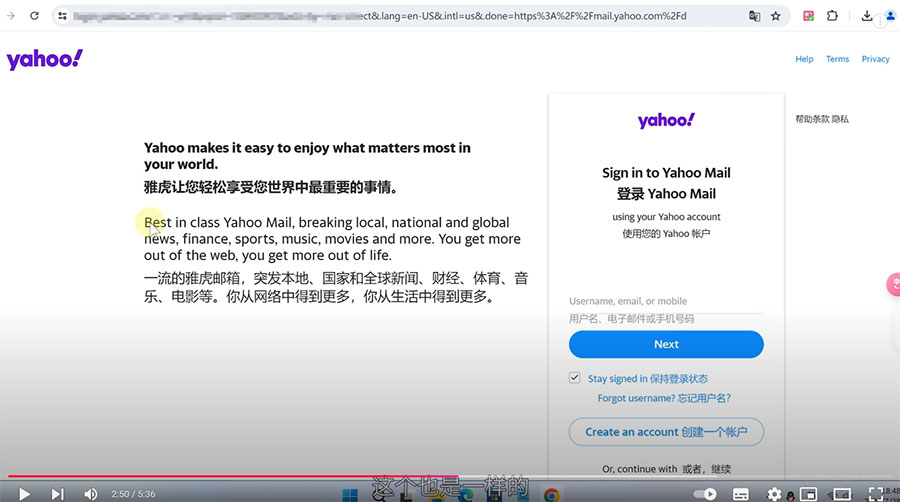 ect&.lang=en-US&.intl=us&.done=https%3A%2F%2Fmail.yahoo.com%2Fd
yahoo!
Help Terms Privacy
yahoo!
帮助条款 隐私
Yahoo makes it easy to enjoy what matters most in
your world.
雅虎让您轻松享受您世界中最重要的事情。
Best in class Yahoo Mail, breaking local, national and global
news, finance, sports, music, movies and more. You get more
out of the web, you get more out of life.
一流的雅虎邮箱，突发本地、国家和全球新闻、财经、体育、音
乐、电影等。你从网络中得到更多，你从生活中得到更多。
Sign in to Yahoo Mail
登录 Yahoo Mail
using your Yahoo account
使用您的 Yahoo 帐户
Username, email, or mobile
用户名、电子邮件或手机号码
Next
Stay signed in 保持登录状态
Forgot username? 忘记用户名?
Create an account 创建一个帐户
Or, continue with 或者，继续
这个也是一样的
2:50 / 5:36
18:48